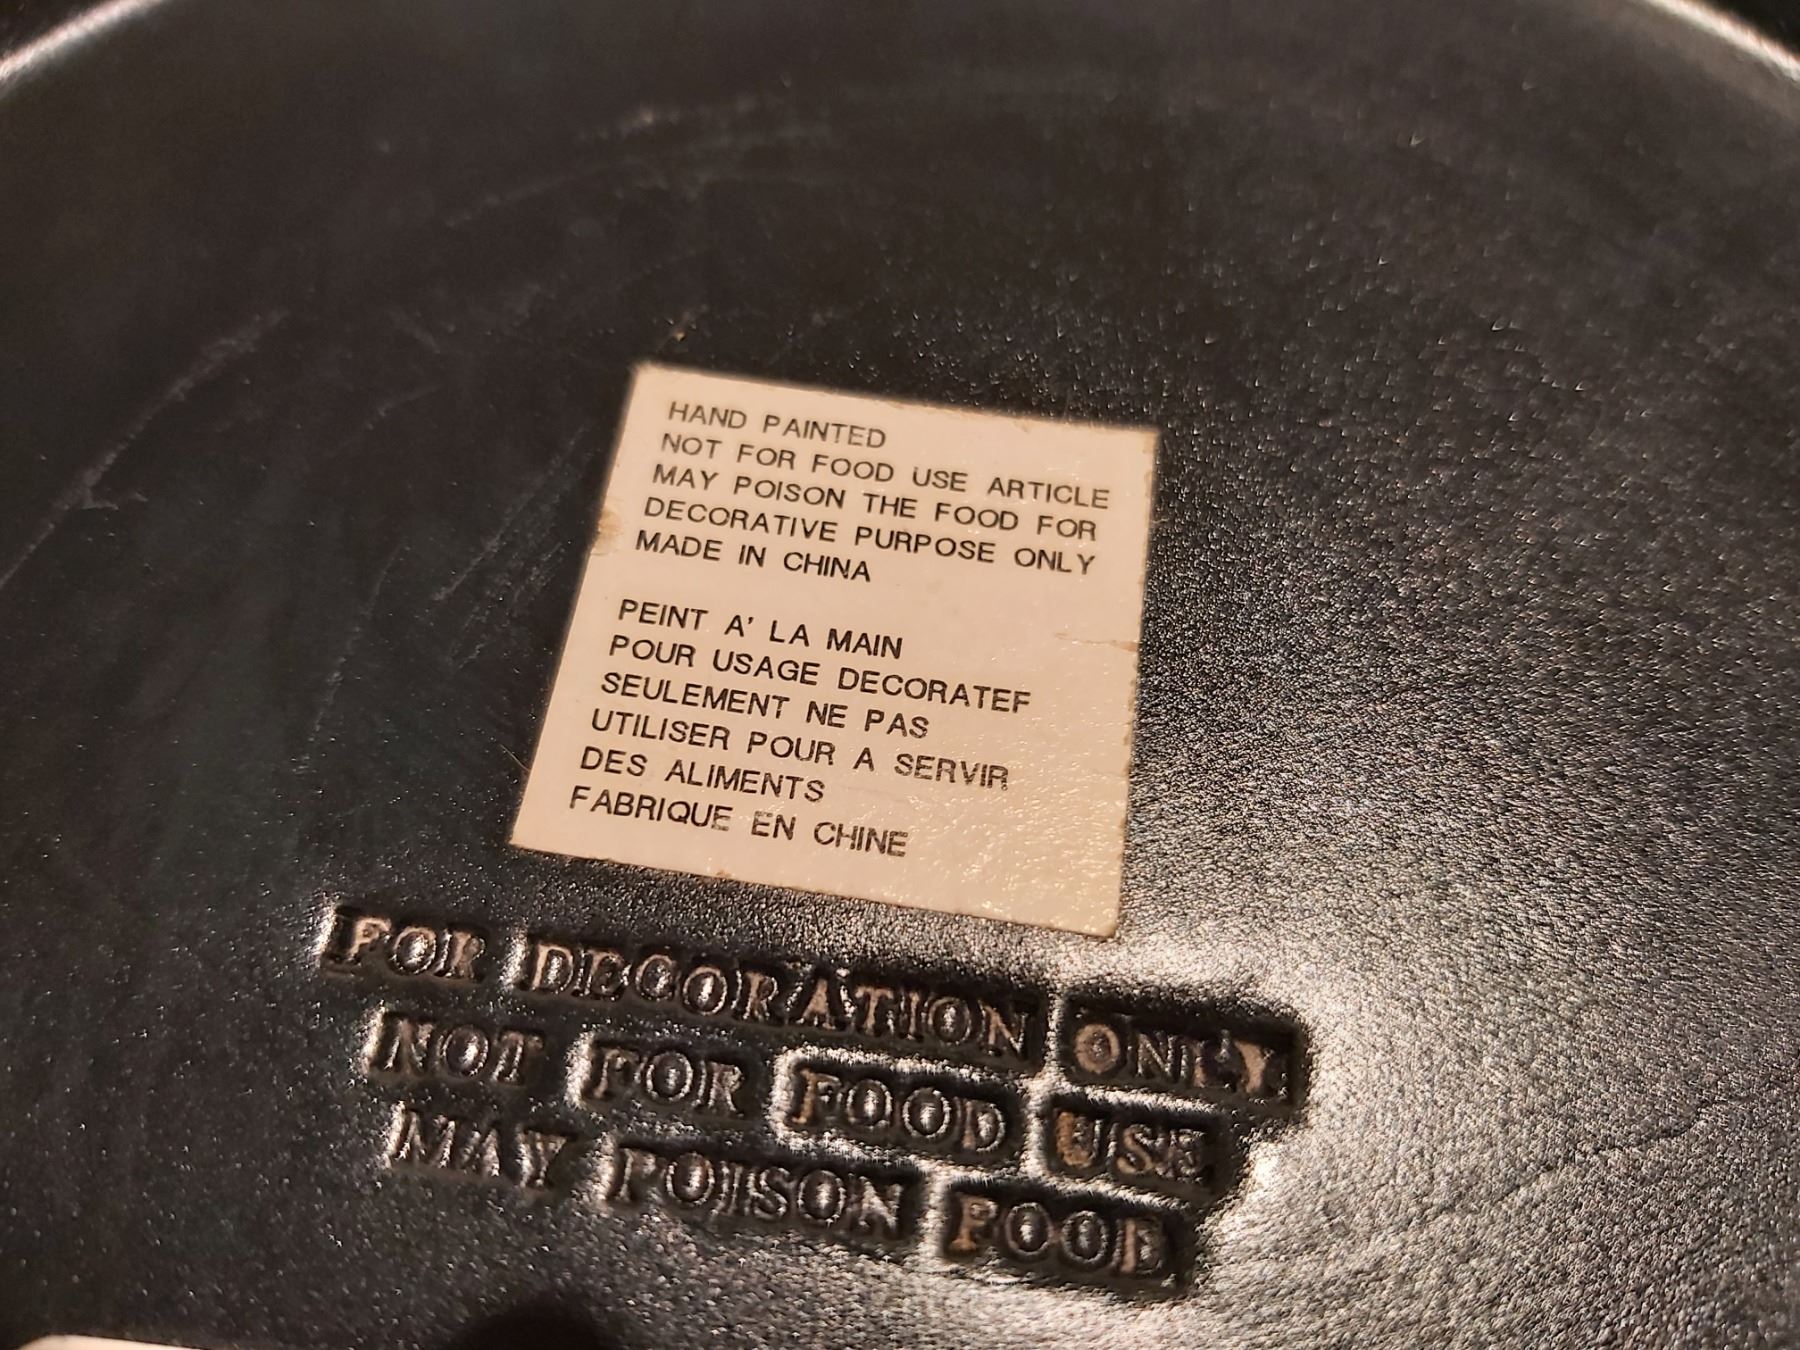 HAND PAINTED
NOT FOR FOOD USE ARTICLE
MAY POISON THE FOOD FOR
DECORATIVE PURPOSE ONLY
MADE IN CHINA
PEINT A' LA MAIN
POUR USAGE DECORATEF
SEULEMENT NE PAS
UTILISER POUR A SERVIR
DES ALIMENTS
FABRIQUE EN CHINE
FOR DECORATION ONLY
NOT FOR FOOD USE
MAY POISON FOOD